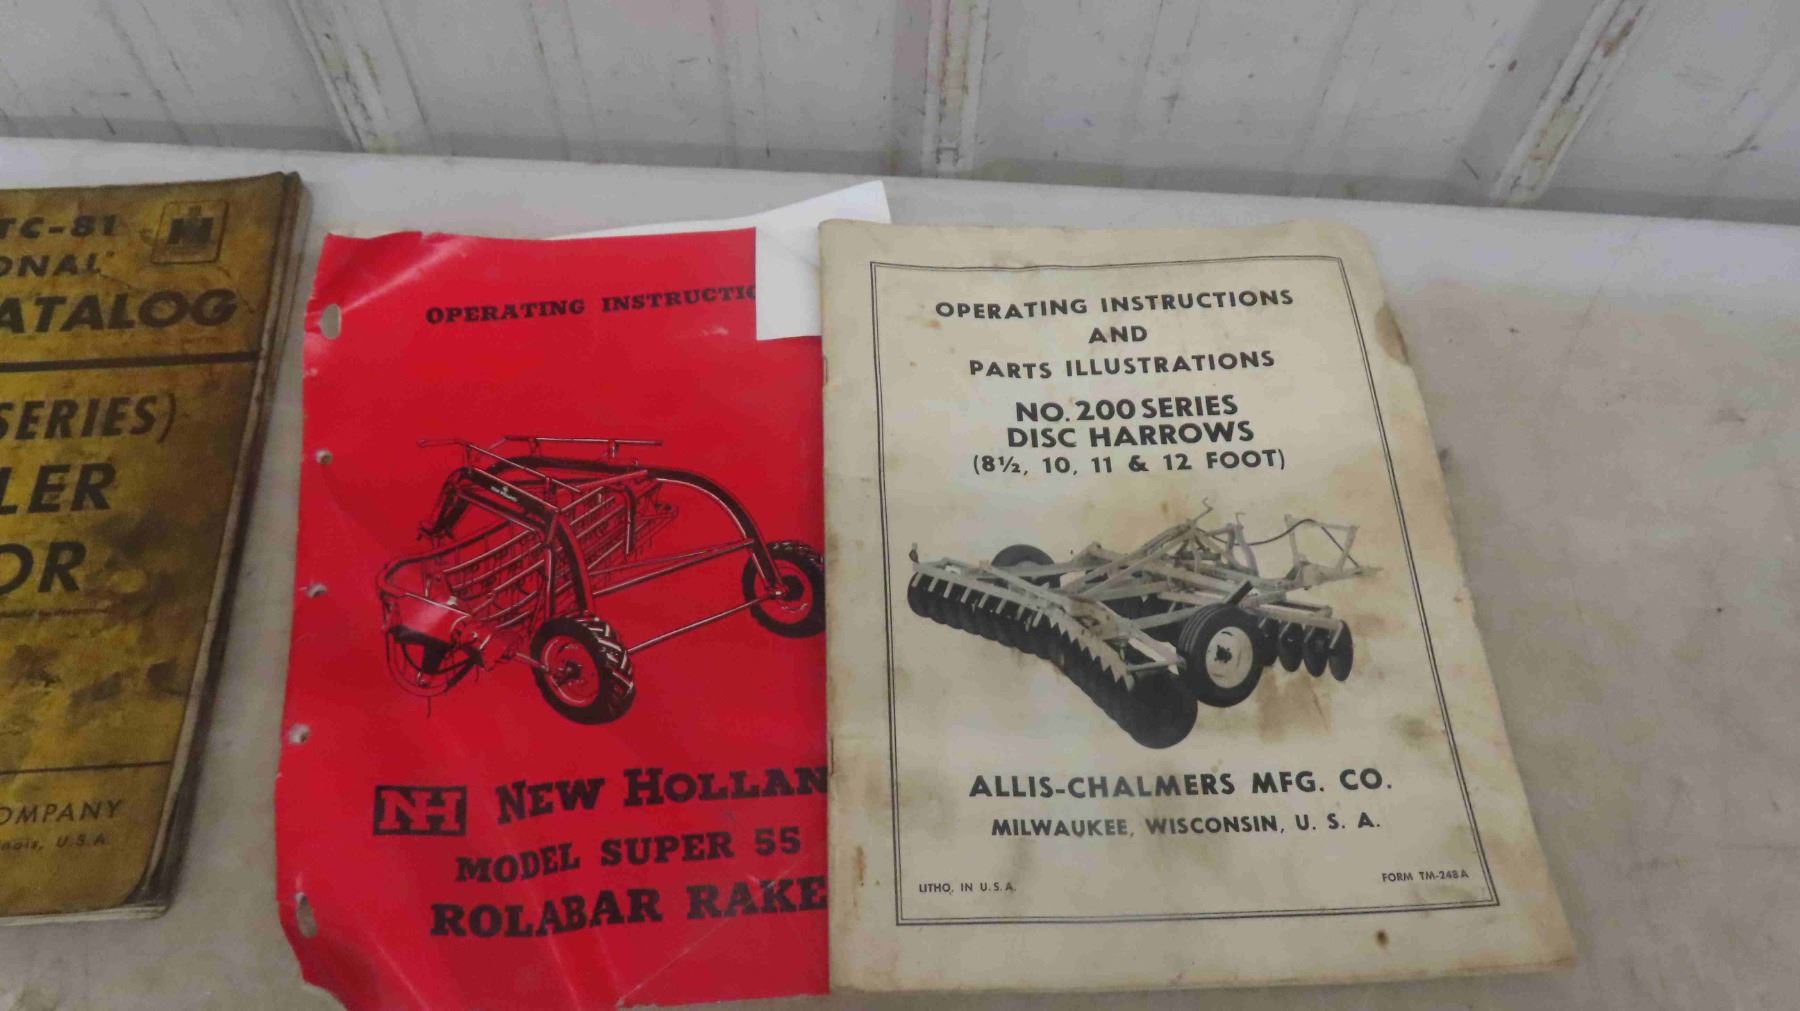 TC-81
ONAL
ATALOG
SERIES)
LER
OR
OMPANY
nois, U.S.A.
OPERATING INSTRUCTIO
NH NEW HOLLAN
MODEL SUPER 55
ROLABAR RAKE
OPERATING INSTRUCTIONS
AND
PARTS ILLUSTRATIONS
NO. 200 SERIES
DISC HARROWS
(8½, 10, 11 & 12 FOOT)
ALLIS-CHALMERS MFG. CO.
MILWAUKEE, WISCONSIN, U. S. A.
LITHO, IN U.S.A.
FORM TM-248A